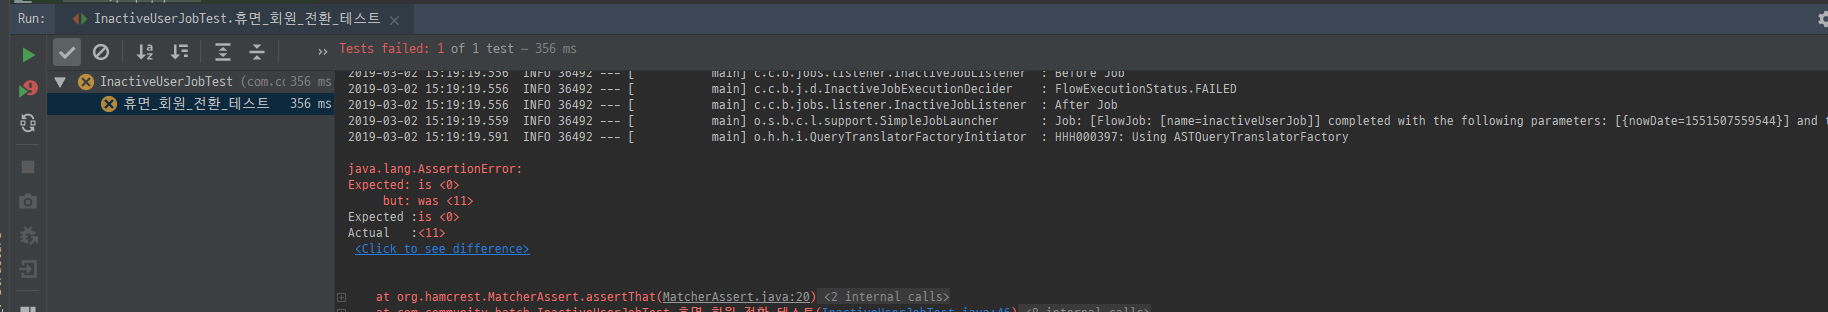 Run: InactiveUserJobTest.휴면_회원_전환_테스트
Tests failed: 1 of 1 test – 356 ms
InactiveUserJobTest (com.co 356 ms
휴면_회원_전환_테스트 356 ms
2019-03-02 15:19:19.556 INFO 36492 --- [ main] c.c.b.jobs.listener.InactiveJobListener : Before Job
2019-03-02 15:19:19.556 INFO 36492 --- [ main] c.c.b.j.d.InactiveJobExecutionDecider : FlowExecutionStatus.FAILED
2019-03-02 15:19:19.556 INFO 36492 --- [ main] c.c.b.jobs.listener.InactiveJobListener : After Job
2019-03-02 15:19:19.559 INFO 36492 --- [ main] o.s.b.c.l.support.SimpleJobLauncher : Job: [FlowJob: [name=inactiveUserJob]] completed with the following parameters: [{nowDate=1551507559544}] and t
2019-03-02 15:19:19.591 INFO 36492 --- [ main] o.h.h.i.QueryTranslatorFactoryInitiator : HHH000397: Using ASTQueryTranslatorFactory
java.lang.AssertionError:
Expected: is <0>
but: was <11>
Expected :is <0>
Actual :<11>
<Click to see difference>
at org.hamcrest.MatcherAssert.assertThat(MatcherAssert.java:20) <2 internal calls>
at com.community.batch.InactiveUserJobTest.휴면_회원_전환_테스트(InactiveUserJobTest.java:46) <8 internal calls>